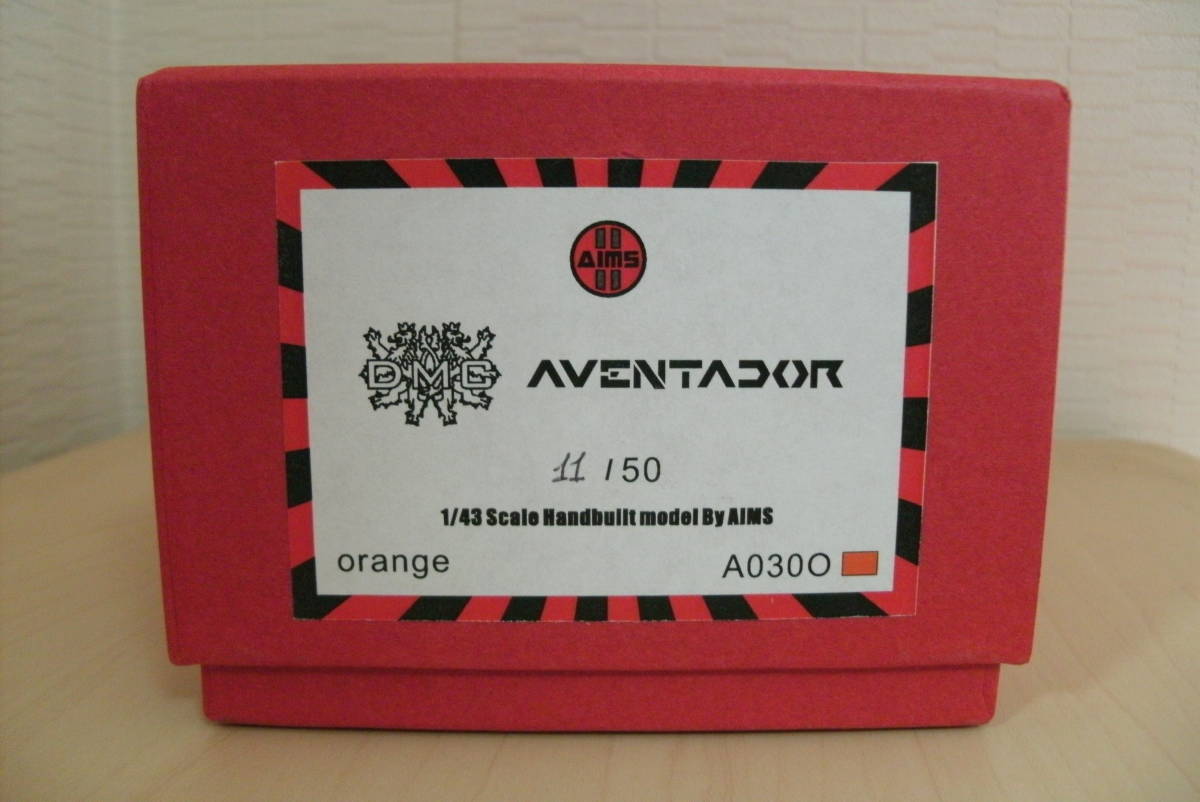 AIMS
DMC AVENTADOR
11 / 50
1/43 Scale Handbuilt model By AIMS
orange A030O